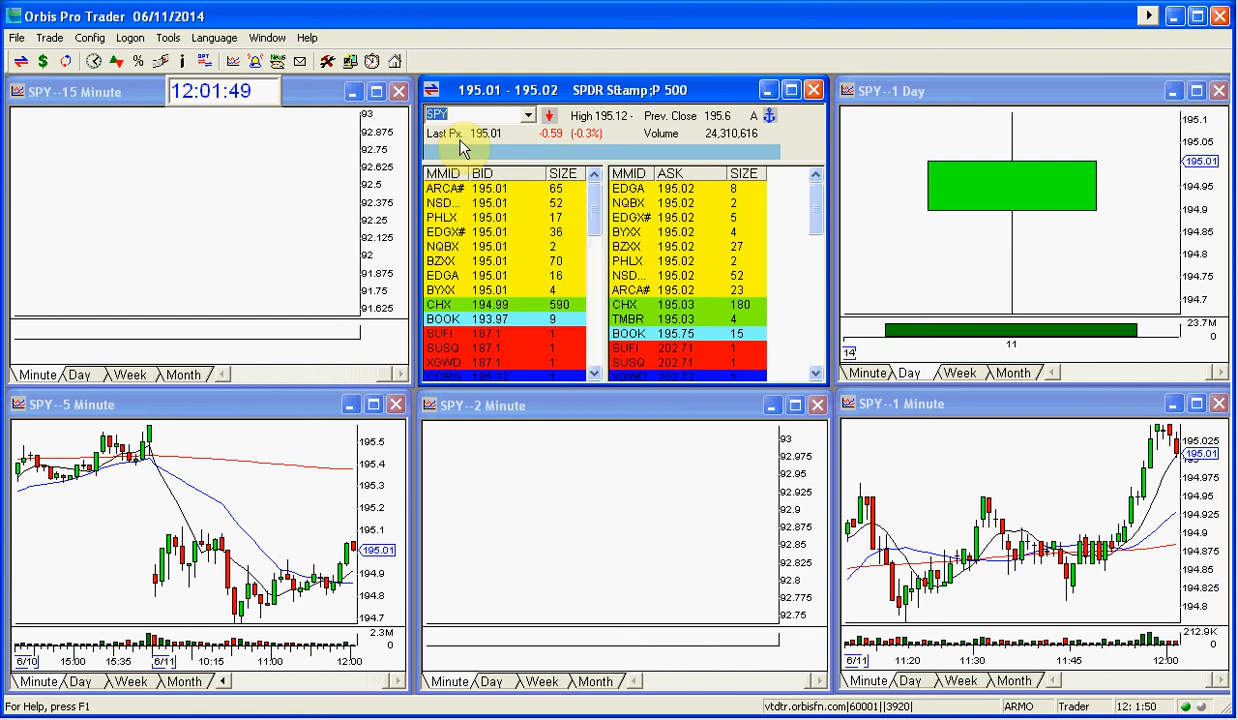 Orbis Pro Trader 06/11/2014
File Trade Config Logon Tools Language Window Help
SPY--15 Minute
12:01:49
93
92.875
92.75
92.625
92.5
92.375
92.25
92.125
92
91.875
91.75
91.625
Minute Day Week Month
195.01 - 195.02 SPDR S&amp;P 500
SPY High 195.12 - Prev. Close 195.6 A
Last Px. 195.01 -0.59 (-0.3%) Volume 24,310,616
MMID BID SIZE MMID ASK SIZE
ARCA# 195.01 65 EDGA 195.02 8
NSD... 195.01 52 NQBX 195.02 2
PHLX 195.01 17 EDGX# 195.02 5
EDGX# 195.01 36 BYXX 195.02 4
NQBX 195.01 2 BZXX 195.02 27
BZXX 195.01 70 PHLX 195.02 2
EDGA 195.01 16 NSD... 195.02 52
BYXX 195.01 4 ARCA# 195.02 23
CHX 194.99 590 CHX 195.03 180
BOOK 193.97 9 TMBR 195.03 4
SUFI 187.1 1 BOOK 195.75 15
SUSQ 187.1 1 SUFI 202.71 1
XGWD 187.1 1 SUSQ 202.71 1
XGWD 202.72 1
SPY--1 Day
195.1
195.05
195.01
194.95
194.9
194.85
194.8
194.75
194.7
23.7M
0
11
14
Minute Day Week Month
SPY--5 Minute
195.5
195.4
195.3
195.2
195.1
195.01
194.9
194.8
194.7
2.3M
0
6/10 15:00 15:35 6/11 10:15 11:00 12:00
Minute Day Week Month
SPY--2 Minute
93
92.975
92.95
92.925
92.9
92.875
92.85
92.825
92.8
92.775
92.75
Minute Day Week Month
SPY--1 Minute
195.025
195.01
194.975
194.95
194.925
194.9
194.875
194.85
194.825
194.8
212.9K
0
6/11 11:20 11:30 11:45 12:00
Minute Day Week Month
For Help, press F1 vtdtr.orbisfn.com|60001||3920| ARMO Trader 12: 1:50